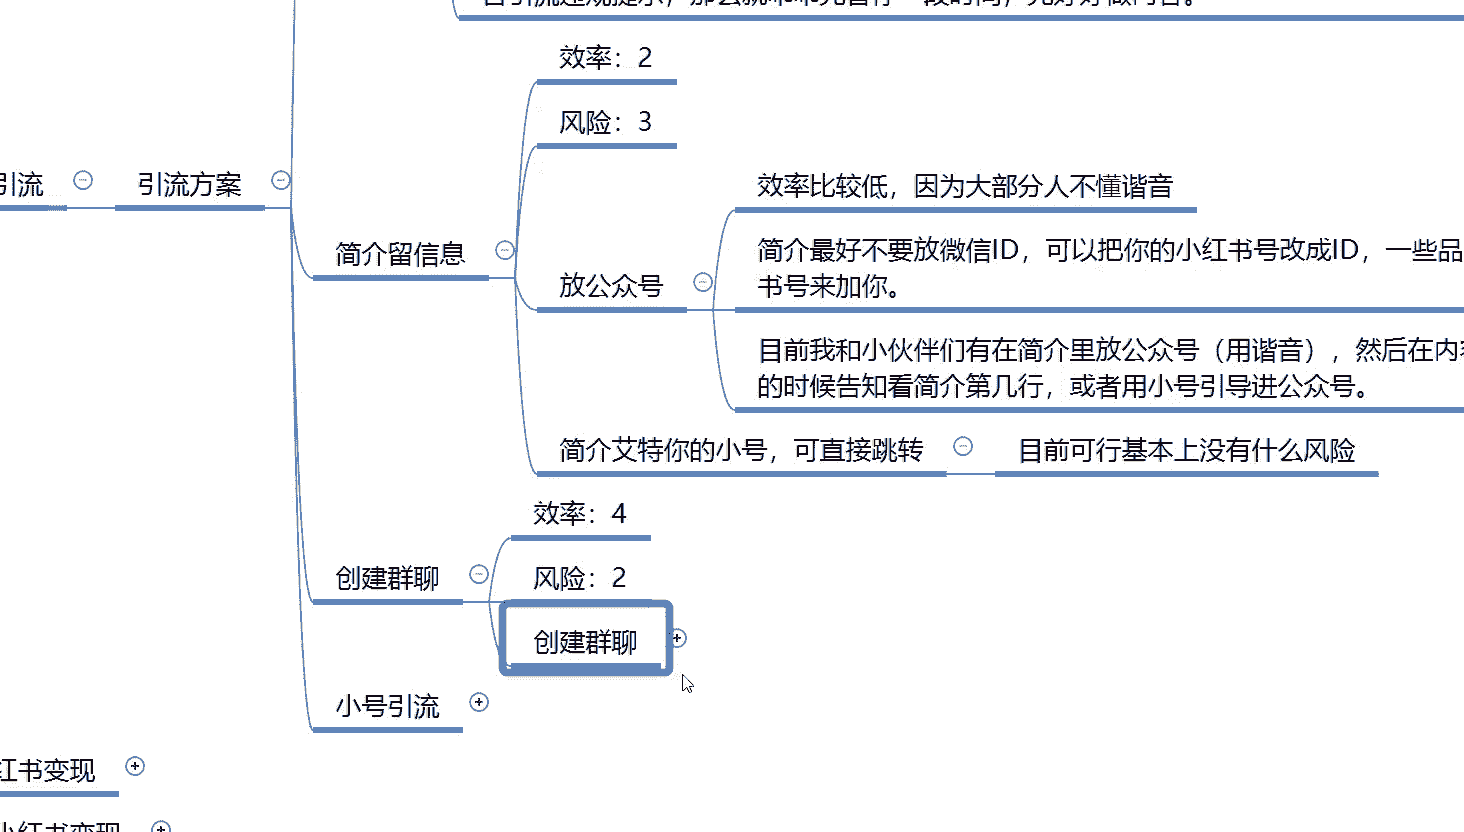 效率：2
风险：3
引流
引流方案
效率比较低，因为大部分人不懂谐音
简介留信息
简介最好不要放微信ID，可以把你的小红书号改成ID，一些品
书号来加你。
放公众号
目前我和小伙伴们有在简介里放公众号（用谐音），然后在内容
的时候告知看简介第几行，或者用小号引导进公众号。
简介艾特你的小号，可直接跳转
目前可行基本上没有什么风险
效率：4
创建群聊
风险：2
创建群聊
小号引流
红书变现
小红书变现